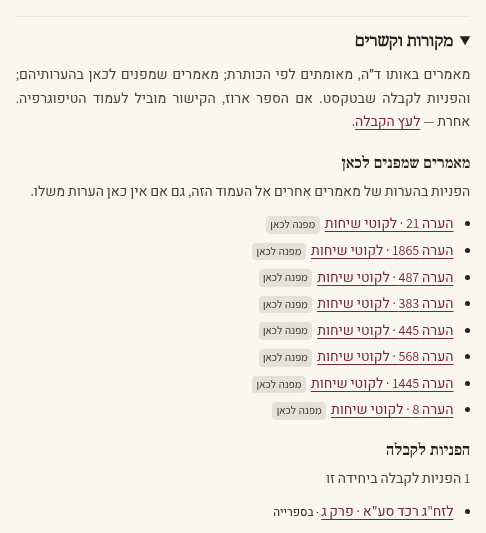 ▼ מקורות וקשרים
מאמרים באותו ד״ה, מאומתים לפי הכותרת; מאמרים שמפנים לכאן בהערותיהם;
והפניות לקבלה שבטקסט. אם הספר ארוז, הקישור מוביל לעמוד הטיפוגרפיה.
אחרת — לעץ הקבלה.
מאמרים שמפנים לכאן
הפניות בהערות של מאמרים אחרים אל העמוד הזה, גם אם אין כאן הערות משלו.
• הערה 21 · לקוטי שיחות מפנה לכאן
• הערה 1865 · לקוטי שיחות מפנה לכאן
• הערה 487 · לקוטי שיחות מפנה לכאן
• הערה 383 · לקוטי שיחות מפנה לכאן
• הערה 445 · לקוטי שיחות מפנה לכאן
• הערה 568 · לקוטי שיחות מפנה לכאן
• הערה 1445 · לקוטי שיחות מפנה לכאן
• הערה 8 · לקוטי שיחות מפנה לכאן
הפניות לקבלה
1 הפניות לקבלה ביחידה זו
• לזח"ג רכד סע"א · פרק ג · בספרייה